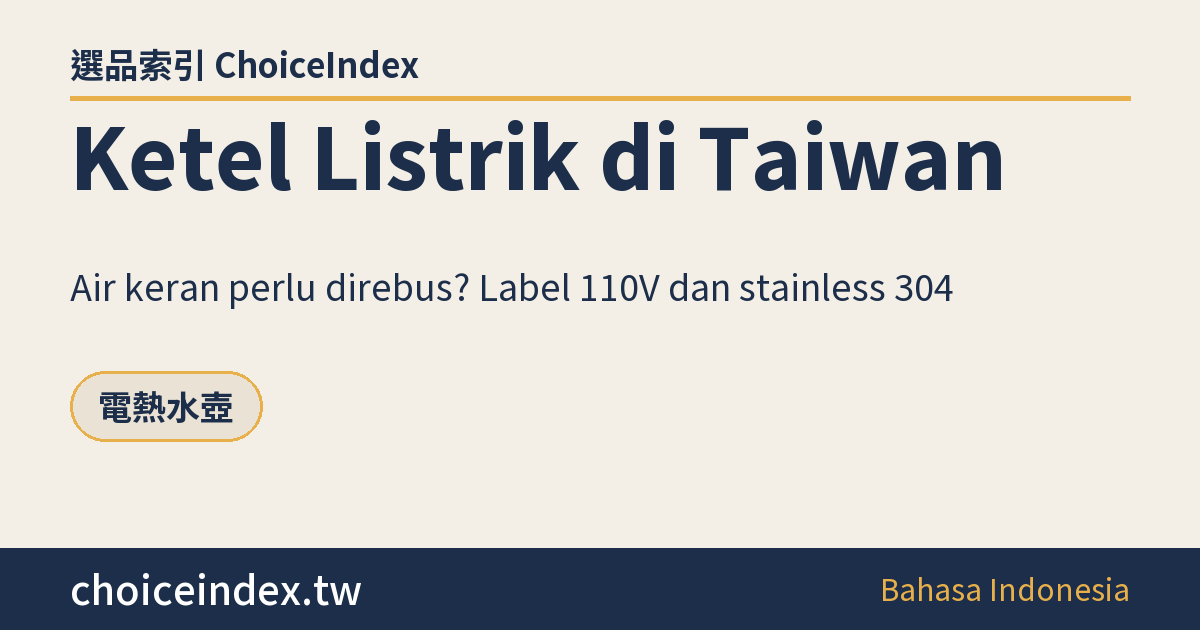 選品索引 ChoiceIndex
Ketel Listrik di Taiwan
Air keran perlu direbus? Label 110V dan stainless 304
電熱水壺
choiceindex.tw
Bahasa Indonesia